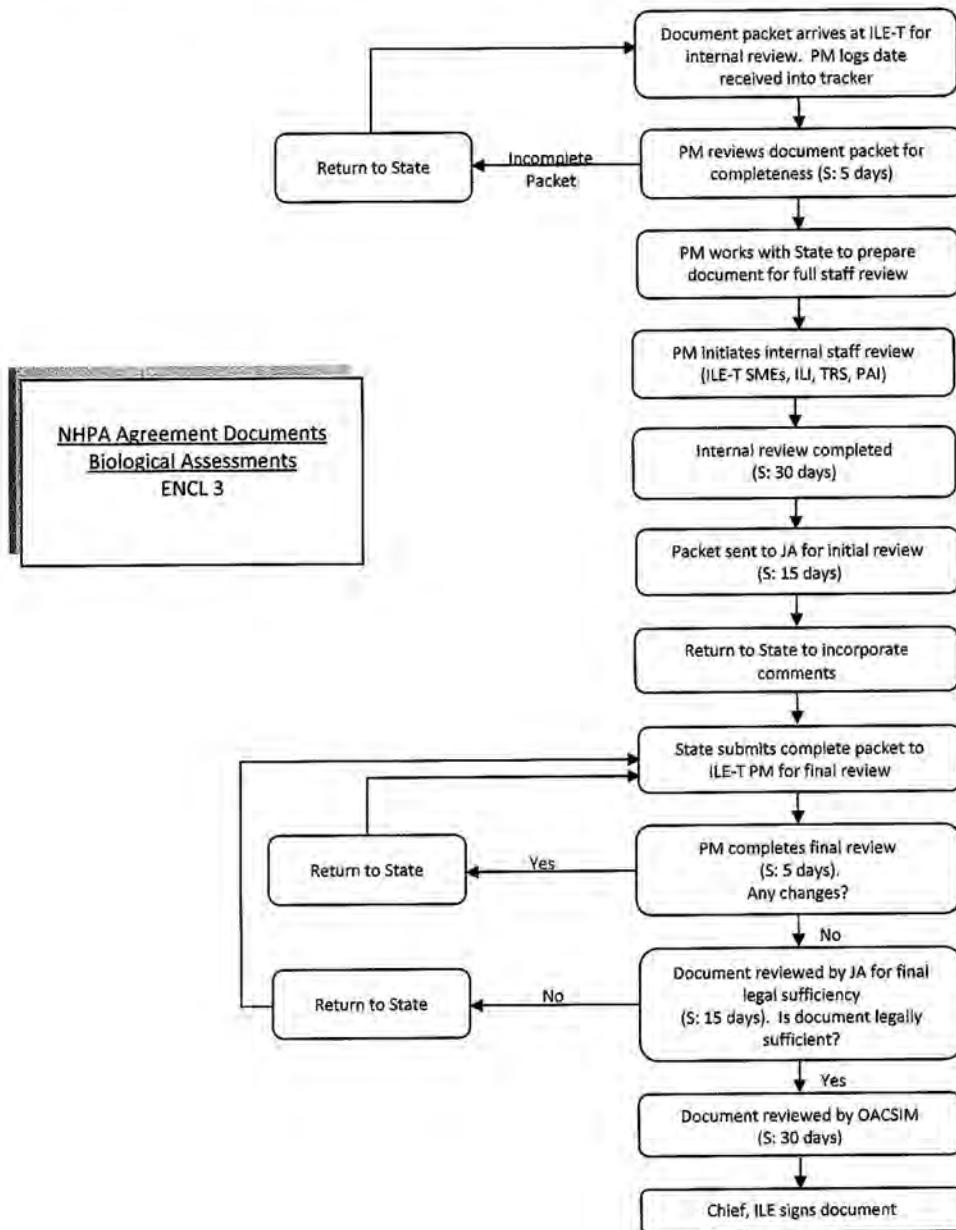 Document packet arrives at ILE-T for
internal review. PM logs date
received into tracker
Return to State
Incomplete
Packet
PM reviews document packet for
completeness (S: 5 days)
PM works with State to prepare
document for full staff review
PM initiates internal staff review
(ILE-T SMEs, ILI, TRS, PAI)
NHPA Agreement Documents
Biological Assessments
ENCL 3
Internal review completed
(S: 30 days)
Packet sent to JA for initial review
(S: 15 days)
Return to State to incorporate
comments
State submits complete packet to
ILE-T PM for final review
Return to State
Yes
PM completes final review
(S: 5 days).
Any changes?
No
Return to State
No
Document reviewed by JA for final
legal sufficiency
(S: 15 days). Is document legally
sufficient?
Yes
Document reviewed by OACSIM
(S: 30 days)
Chief, ILE signs document